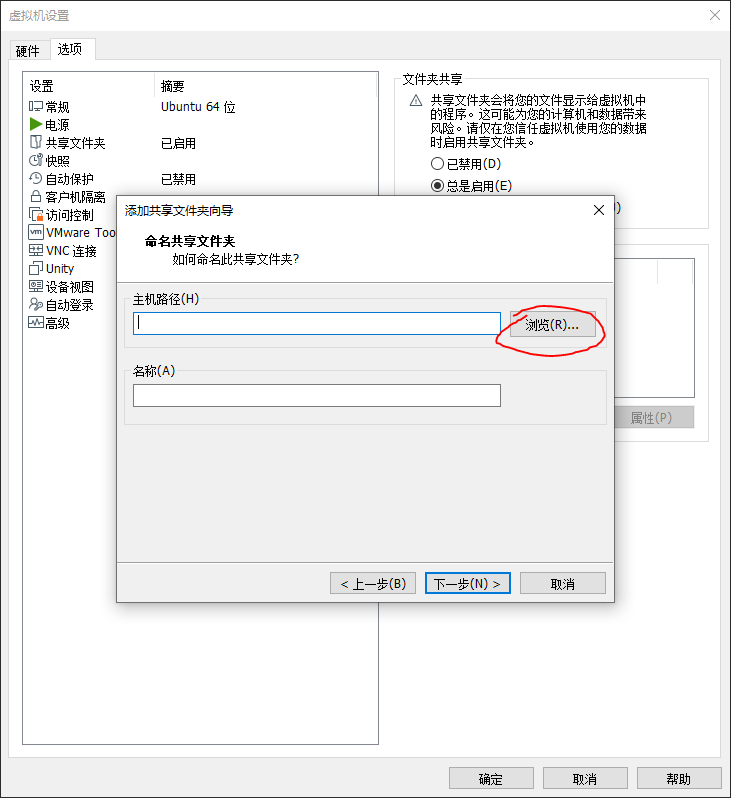 虚拟机设置
硬件 选项
设置 摘要
常规 Ubuntu 64 位
电源
共享文件夹 已启用
快照
自动保护 已禁用
客户机隔离
访问控制
VMware Too
VNC 连接
Unity
设备视图
自动登录
高级
文件夹共享
共享文件夹会将您的文件显示给虚拟机中
的程序。这可能为您的计算机和数据带来
风险。请仅在您信任虚拟机使用您的数据
时启用共享文件夹。
已禁用(D)
总是启用(E)
添加共享文件夹向导
命名共享文件夹
如何命名此共享文件夹?
主机路径(H)
浏览(R)...
名称(A)
属性(P)
< 上一步(B) 下一步(N) > 取消
确定 取消 帮助